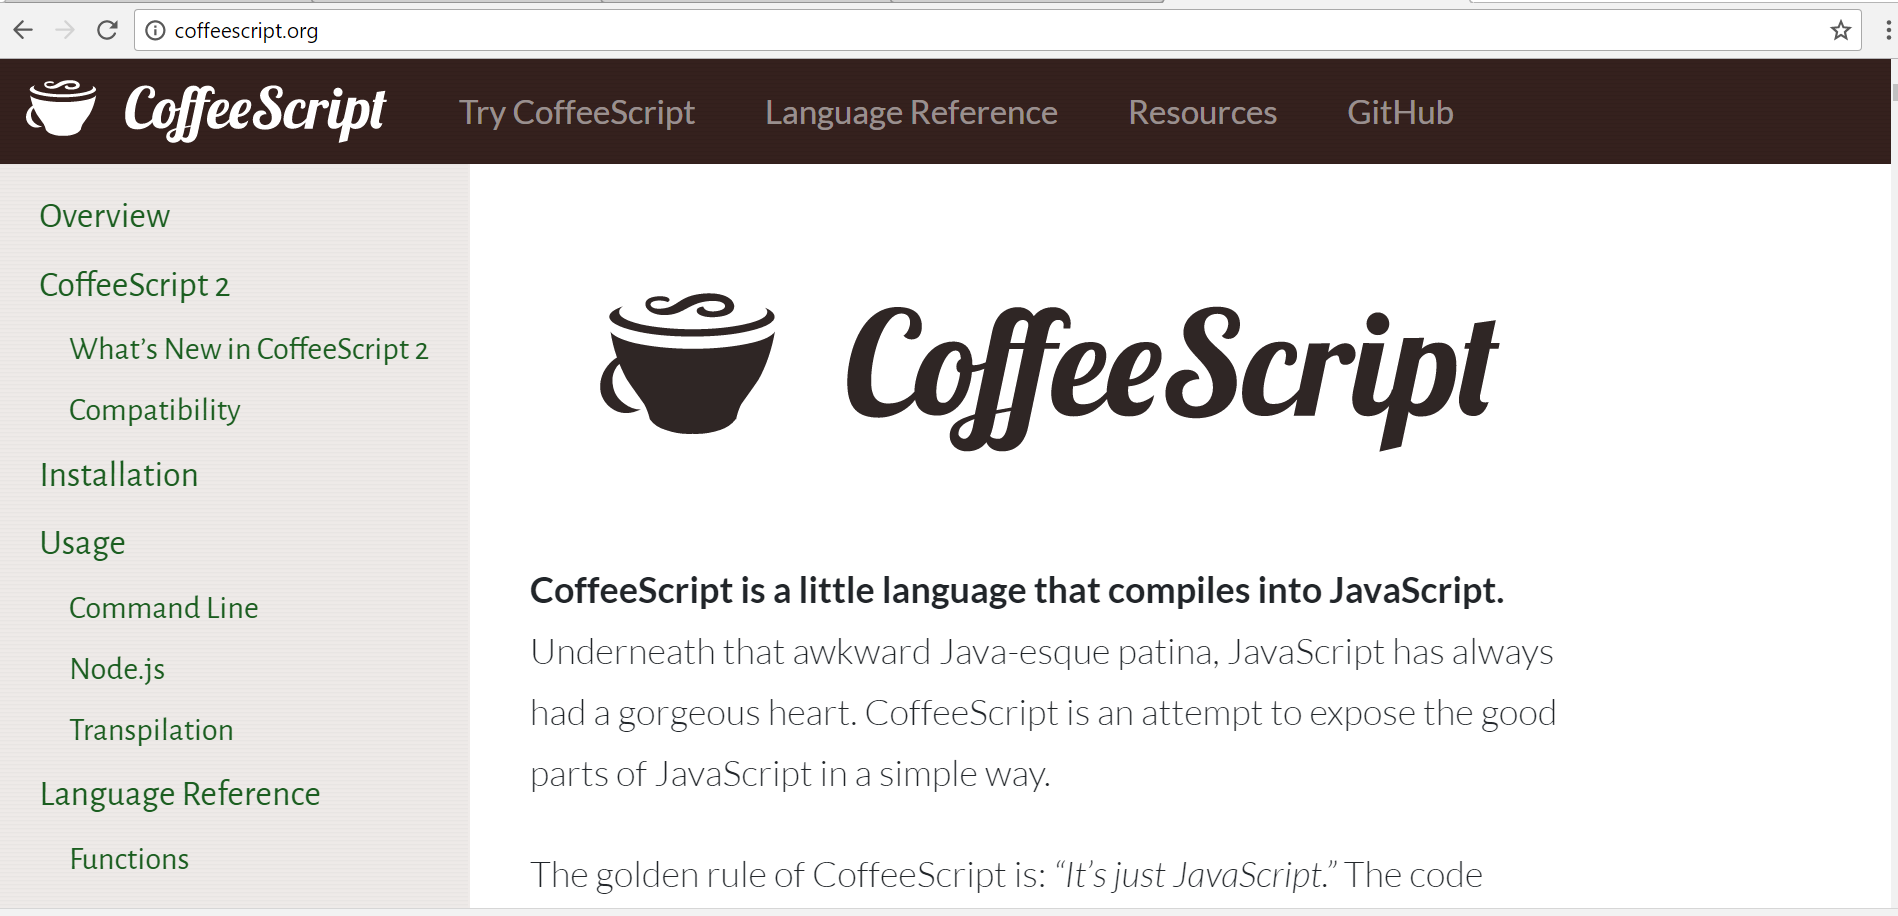 coffeescript.org
CoffeeScript
Try CoffeeScript
Language Reference
Resources
GitHub
Overview
CoffeeScript 2
What’s New in CoffeeScript 2
Compatibility
Installation
Usage
Command Line
Node.js
Transpilation
Language Reference
Functions
CoffeeScript
CoffeeScript is a little language that compiles into JavaScript.
Underneath that awkward Java-esque patina, JavaScript has always
had a gorgeous heart. CoffeeScript is an attempt to expose the good
parts of JavaScript in a simple way.
The golden rule of CoffeeScript is: “It’s just JavaScript.” The code